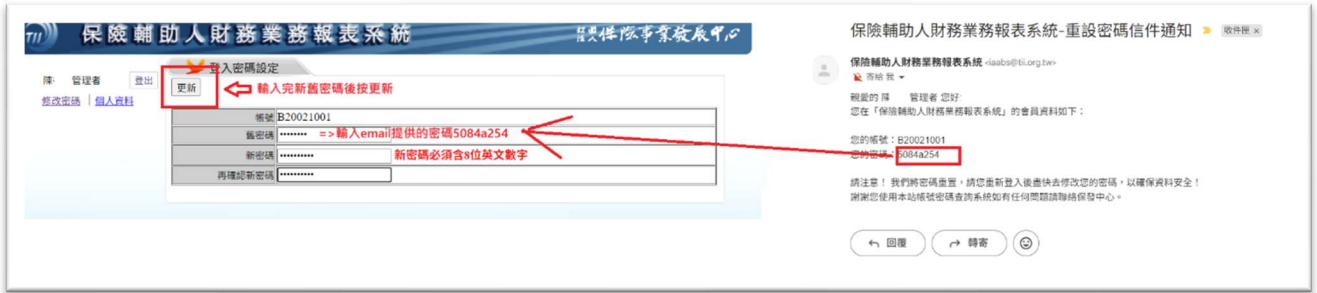 TII 保險輔助人財務業務報表系統
財團法人保險事業發展中心
陳 管理者 登出
修改密碼 | 個人資料
登入密碼設定
更新 輸入完新舊密碼後按更新
帳號 B20021001
舊密碼 ········ =>輸入email提供的密碼5084a254
新密碼 ·········· 新密碼必須含8位英文數字
再確認新密碼 ··········
保險輔助人財務業務報表系統-重設密碼信件通知 收件匣 ×
保險輔助人財務業務報表系統 <iaabs@tii.org.tw>
寄給 我
親愛的 陳 管理者 您好:
您在「保險輔助人財務業務報表系統」的會員資料如下：
您的帳號：B20021001
您的密碼：5084a254
請注意！ 我們將密碼重置，請您重新登入後盡快去修改您的密碼，以確保資料安全！
謝謝您使用本站帳號密碼查詢系統如有任何問題請聯絡保發中心。
回覆
轉寄